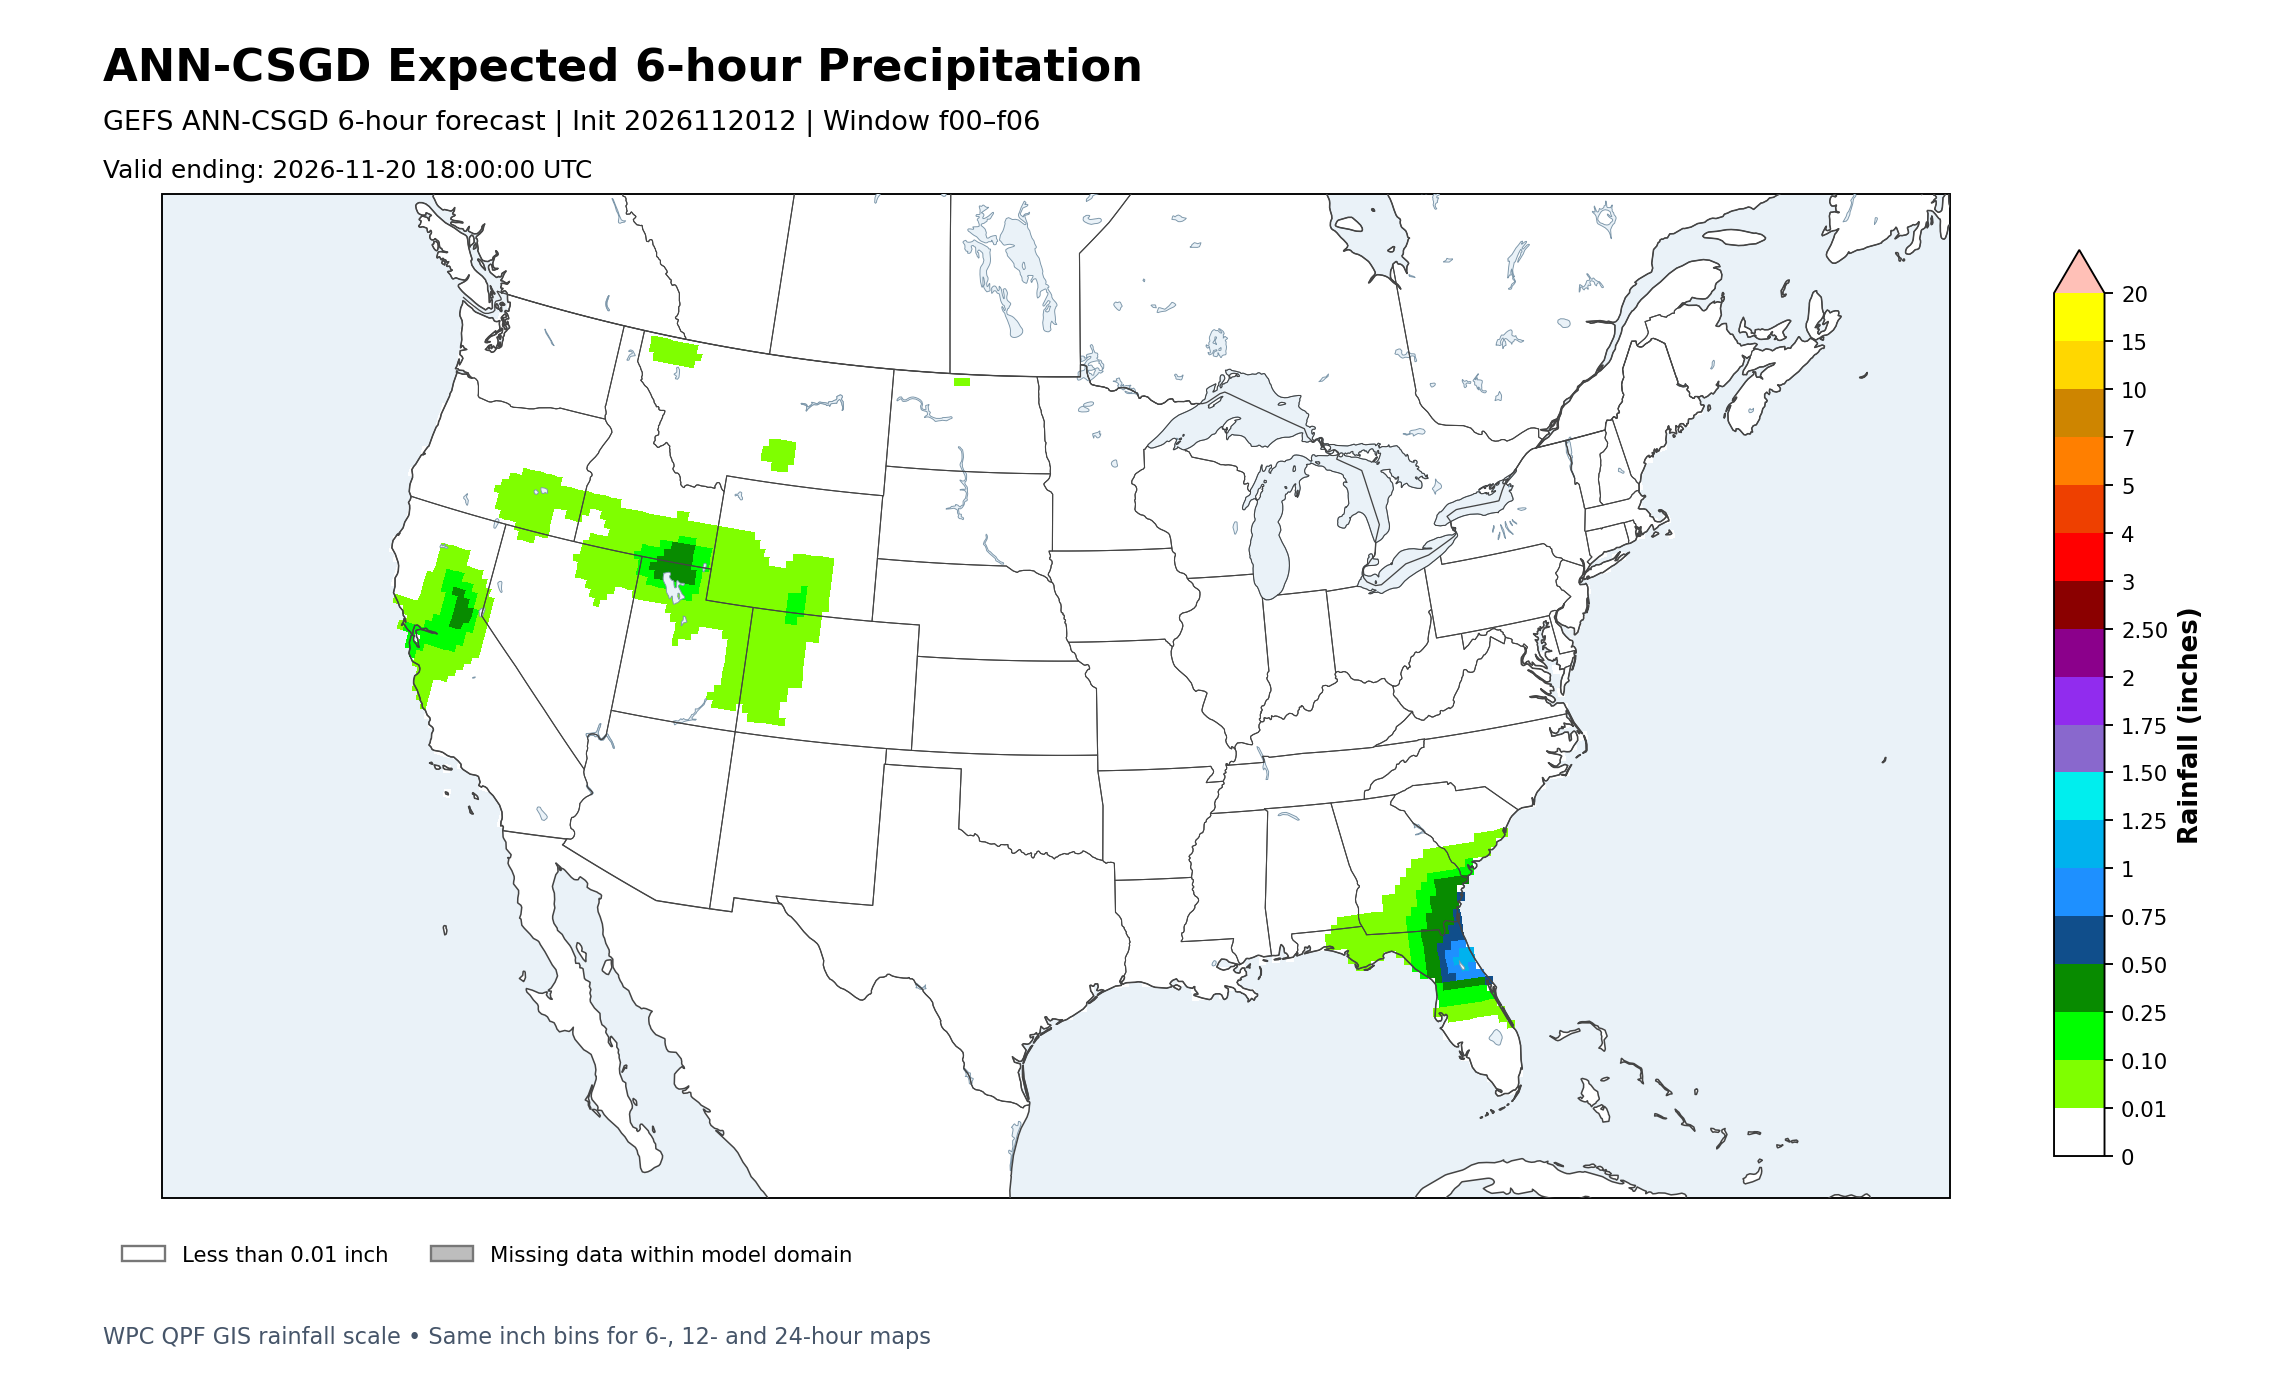 ANN-CSGD Expected 6-hour Precipitation
GEFS ANN-CSGD 6-hour forecast | Init 2026112012 | Window f00–f06
Valid ending: 2026-11-20 18:00:00 UTC
20
15
10
7
5
4
3
2.50
2
1.75
1.50
1.25
1
0.75
0.50
0.25
0.10
0.01
0
Rainfall (inches)
Less than 0.01 inch
Missing data within model domain
WPC QPF GIS rainfall scale • Same inch bins for 6-, 12- and 24-hour maps